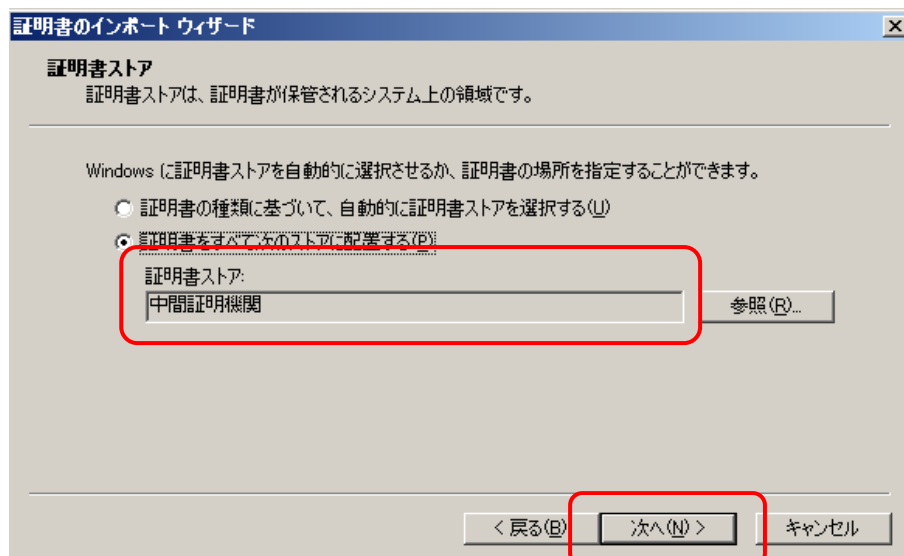 証明書のインポート ウィザード
証明書ストア
証明書ストアは、証明書が保管されるシステム上の領域です。
Windows に証明書ストアを自動的に選択させるか、証明書の場所を指定することができます。
証明書の種類に基づいて、自動的に証明書ストアを選択する(U)
証明書をすべて次のストアに配置する(P)
証明書ストア:
中間証明機関
参照(R)...
< 戻る(B)
次へ(N) >
キャンセル